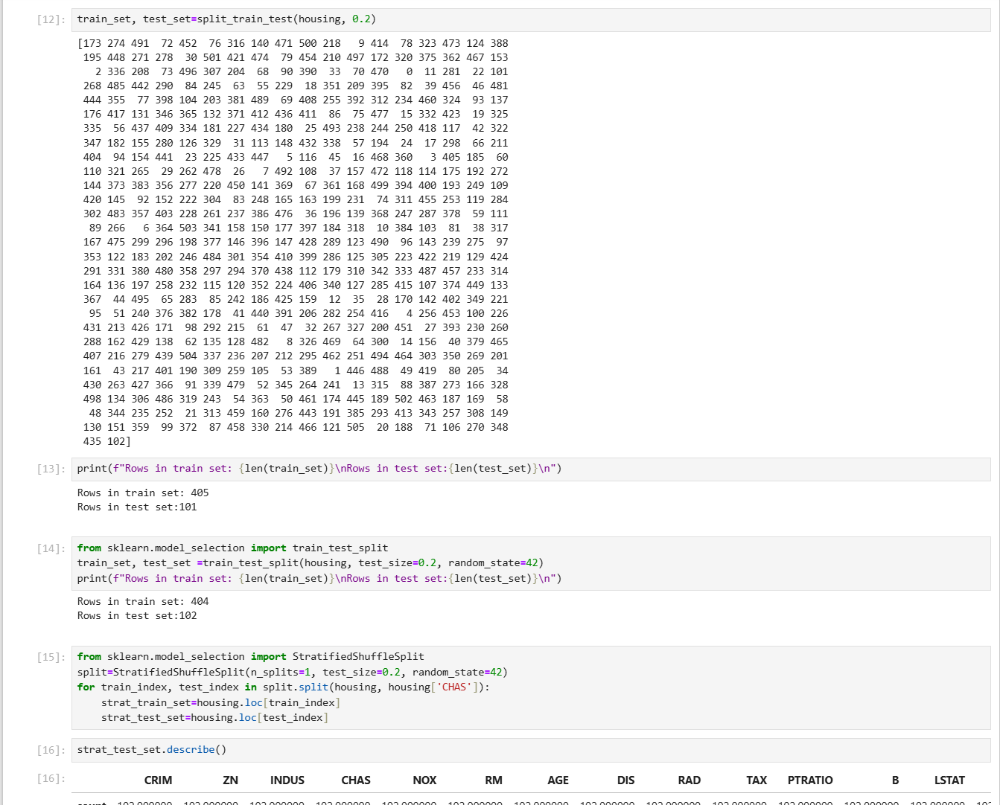 [12]: train_set, test_set=split_train_test(housing, 0.2)
[173 274 491  72 452  76 316 140 471 500 218   9 414  78 323 473 124 388
 195 448 271 278  30 501 421 474  79 454 210 497 172 320 375 362 467 153
   2 336 208  73 496 307 204  68  90 390  33  70 470   0  11 281  22 101
 268 485 442 290  84 245  63  55 229  18 351 209 395  82  39 456  46 481
 444 355  77 398 104 203 381 489  69 408 255 392 312 234 460 324  93 137
 176 417 131 346 365 132 371 412 436 411  86  75 477  15 332 423  19 325
 335  56 437 409 334 181 227 434 180  25 493 238 244 250 418 117  42 322
 347 182 155 280 126 329  31 113 148 432 338  57 194  24  17 298  66 211
 404  94 154 441  23 225 433 447   5 116  45  16 468 360   3 405 185  60
 110 321 265  29 262 478  26   7 492 108  37 157 472 118 114 175 192 272
 144 373 383 356 277 220 450 141 369  67 361 168 499 394 400 193 249 109
 420 145  92 152 222 304  83 248 165 163 199 231  74 311 455 253 119 284
 302 483 357 403 228 261 237 386 476  36 196 139 368 247 287 378  59 111
  89 266   6 364 503 341 158 150 177 397 184 318  10 384 103  81  38 317
 167 475 299 296 198 377 146 396 147 428 289 123 490  96 143 239 275  97
 353 122 183 202 246 484 301 354 410 399 286 125 305 223 422 219 129 424
 291 331 380 480 358 297 294 370 438 112 179 310 342 333 487 457 233 314
 164 136 197 258 232 115 120 352 224 406 340 127 285 415 107 374 449 133
 367  44 495  65 283  85 242 186 425 159  12  35  28 170 142 402 349 221
  95  51 240 376 382 178  41 440 391 206 282 254 416   4 256 453 100 226
 431 213 426 171  98 292 215  61  47  32 267 327 200 451  27 393 230 260
 288 162 429 138  62 135 128 482   8 326 469  64 300  14 156  40 379 465
 407 216 279 439 504 337 236 207 212 295 462 251 494 464 303 350 269 201
 161  43 217 401 190 309 259 105  53 389   1 446 488  49 419  80 205  34
 430 263 427 366  91 339 479  52 345 264 241  13 315  88 387 273 166 328
 498 134 306 486 319 243  54 363  50 461 174 445 189 502 463 187 169  58
  48 344 235 252  21 313 459 160 276 443 191 385 293 413 343 257 308 149
 130 151 359  99 372  87 458 330 214 466 121 505  20 188  71 106 270 348
 435 102]
[13]: print(f"Rows in train set: {len(train_set)}\nRows in test set:{len(test_set)}\n")
Rows in train set: 405
Rows in test set:101
[14]: from sklearn.model_selection import train_test_split
train_set, test_set =train_test_split(housing, test_size=0.2, random_state=42)
print(f"Rows in train set: {len(train_set)}\nRows in test set:{len(test_set)}\n")
Rows in train set: 404
Rows in test set:102
[15]: from sklearn.model_selection import StratifiedShuffleSplit
split=StratifiedShuffleSplit(n_splits=1, test_size=0.2, random_state=42)
for train_index, test_index in split.split(housing, housing['CHAS']):
    strat_train_set=housing.loc[train_index]
    strat_test_set=housing.loc[test_index]
[16]: strat_test_set.describe()
[16]: CRIM ZN INDUS CHAS NOX RM AGE DIS RAD TAX PTRATIO B LSTAT